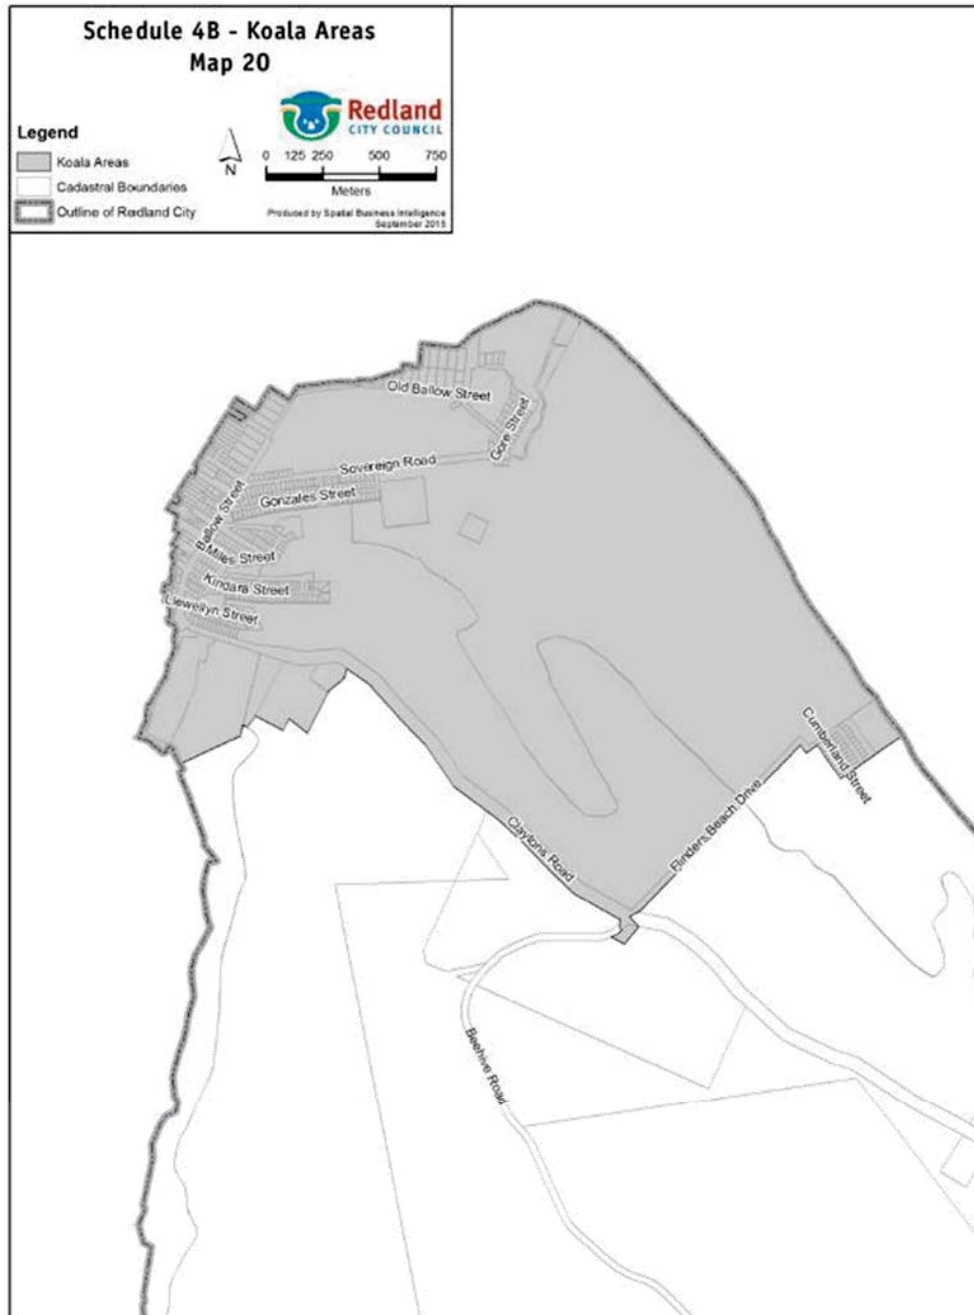 Schedule 4B - Koala Areas
Map 20
Redland
CITY COUNCIL
Legend
Koala Areas
Cadastral Boundaries
Outline of Redland City
N
0 125 250 500 750
Meters
Produced by Spatial Business Intelligence
September 2015
Old Ballow Street
Gore Street
Sovereign Road
Gonzales Street
Ballow Street
Miles Street
Kindara Street
Llewellyn Street
Cumberland Street
Flinders Beach Drive
Claytons Road
Beehive Road